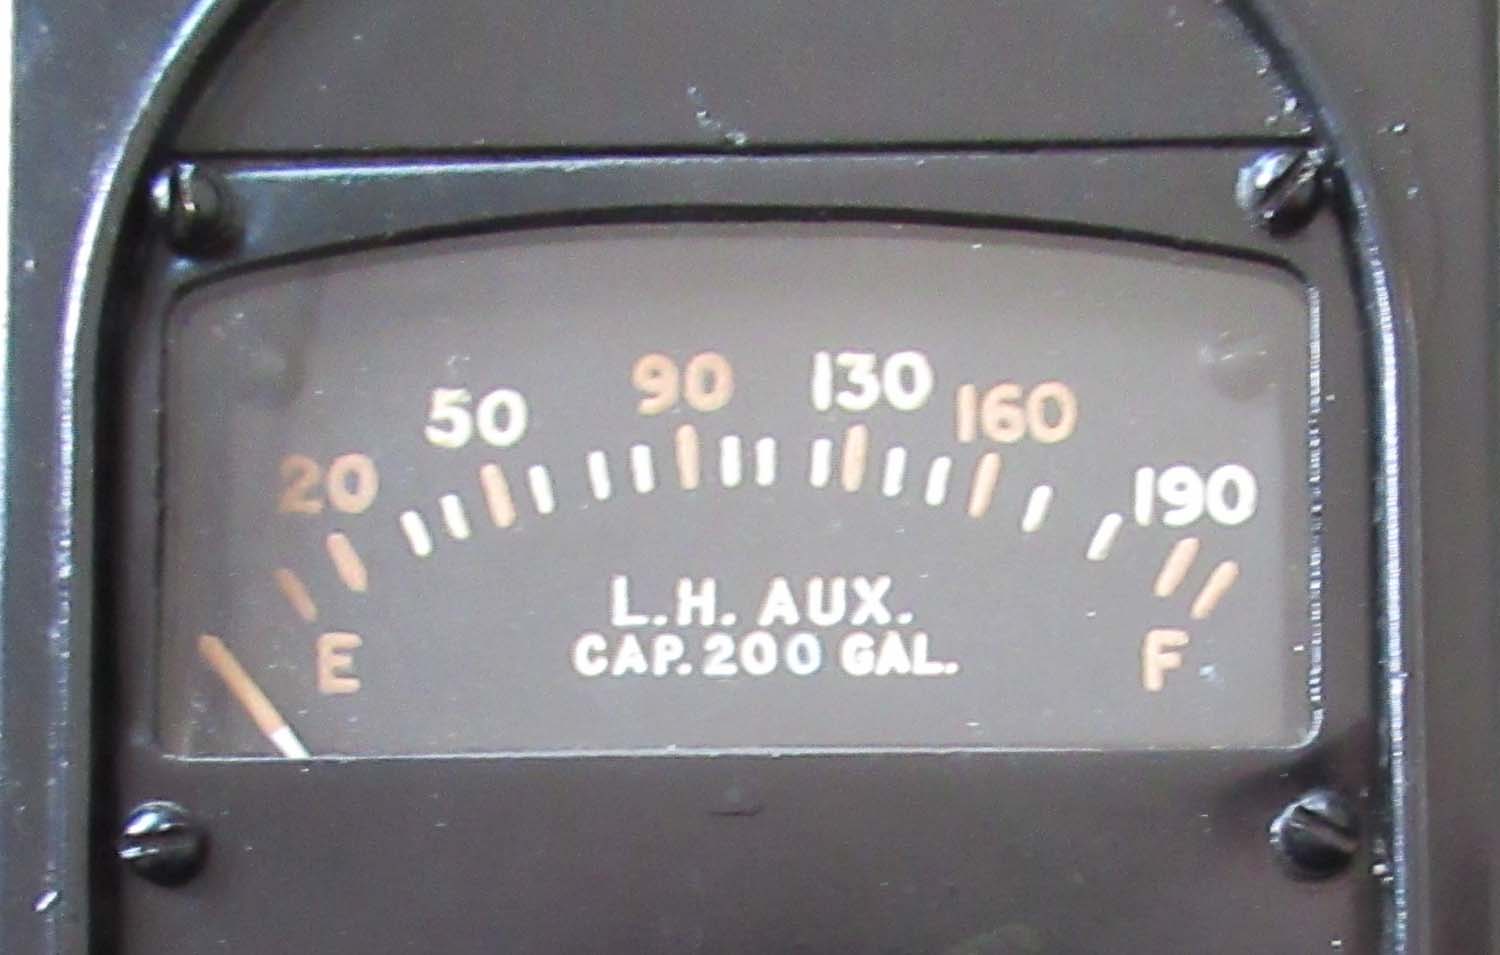 20 50 90 130 160 190
E F
L.H. AUX.
CAP. 200 GAL.